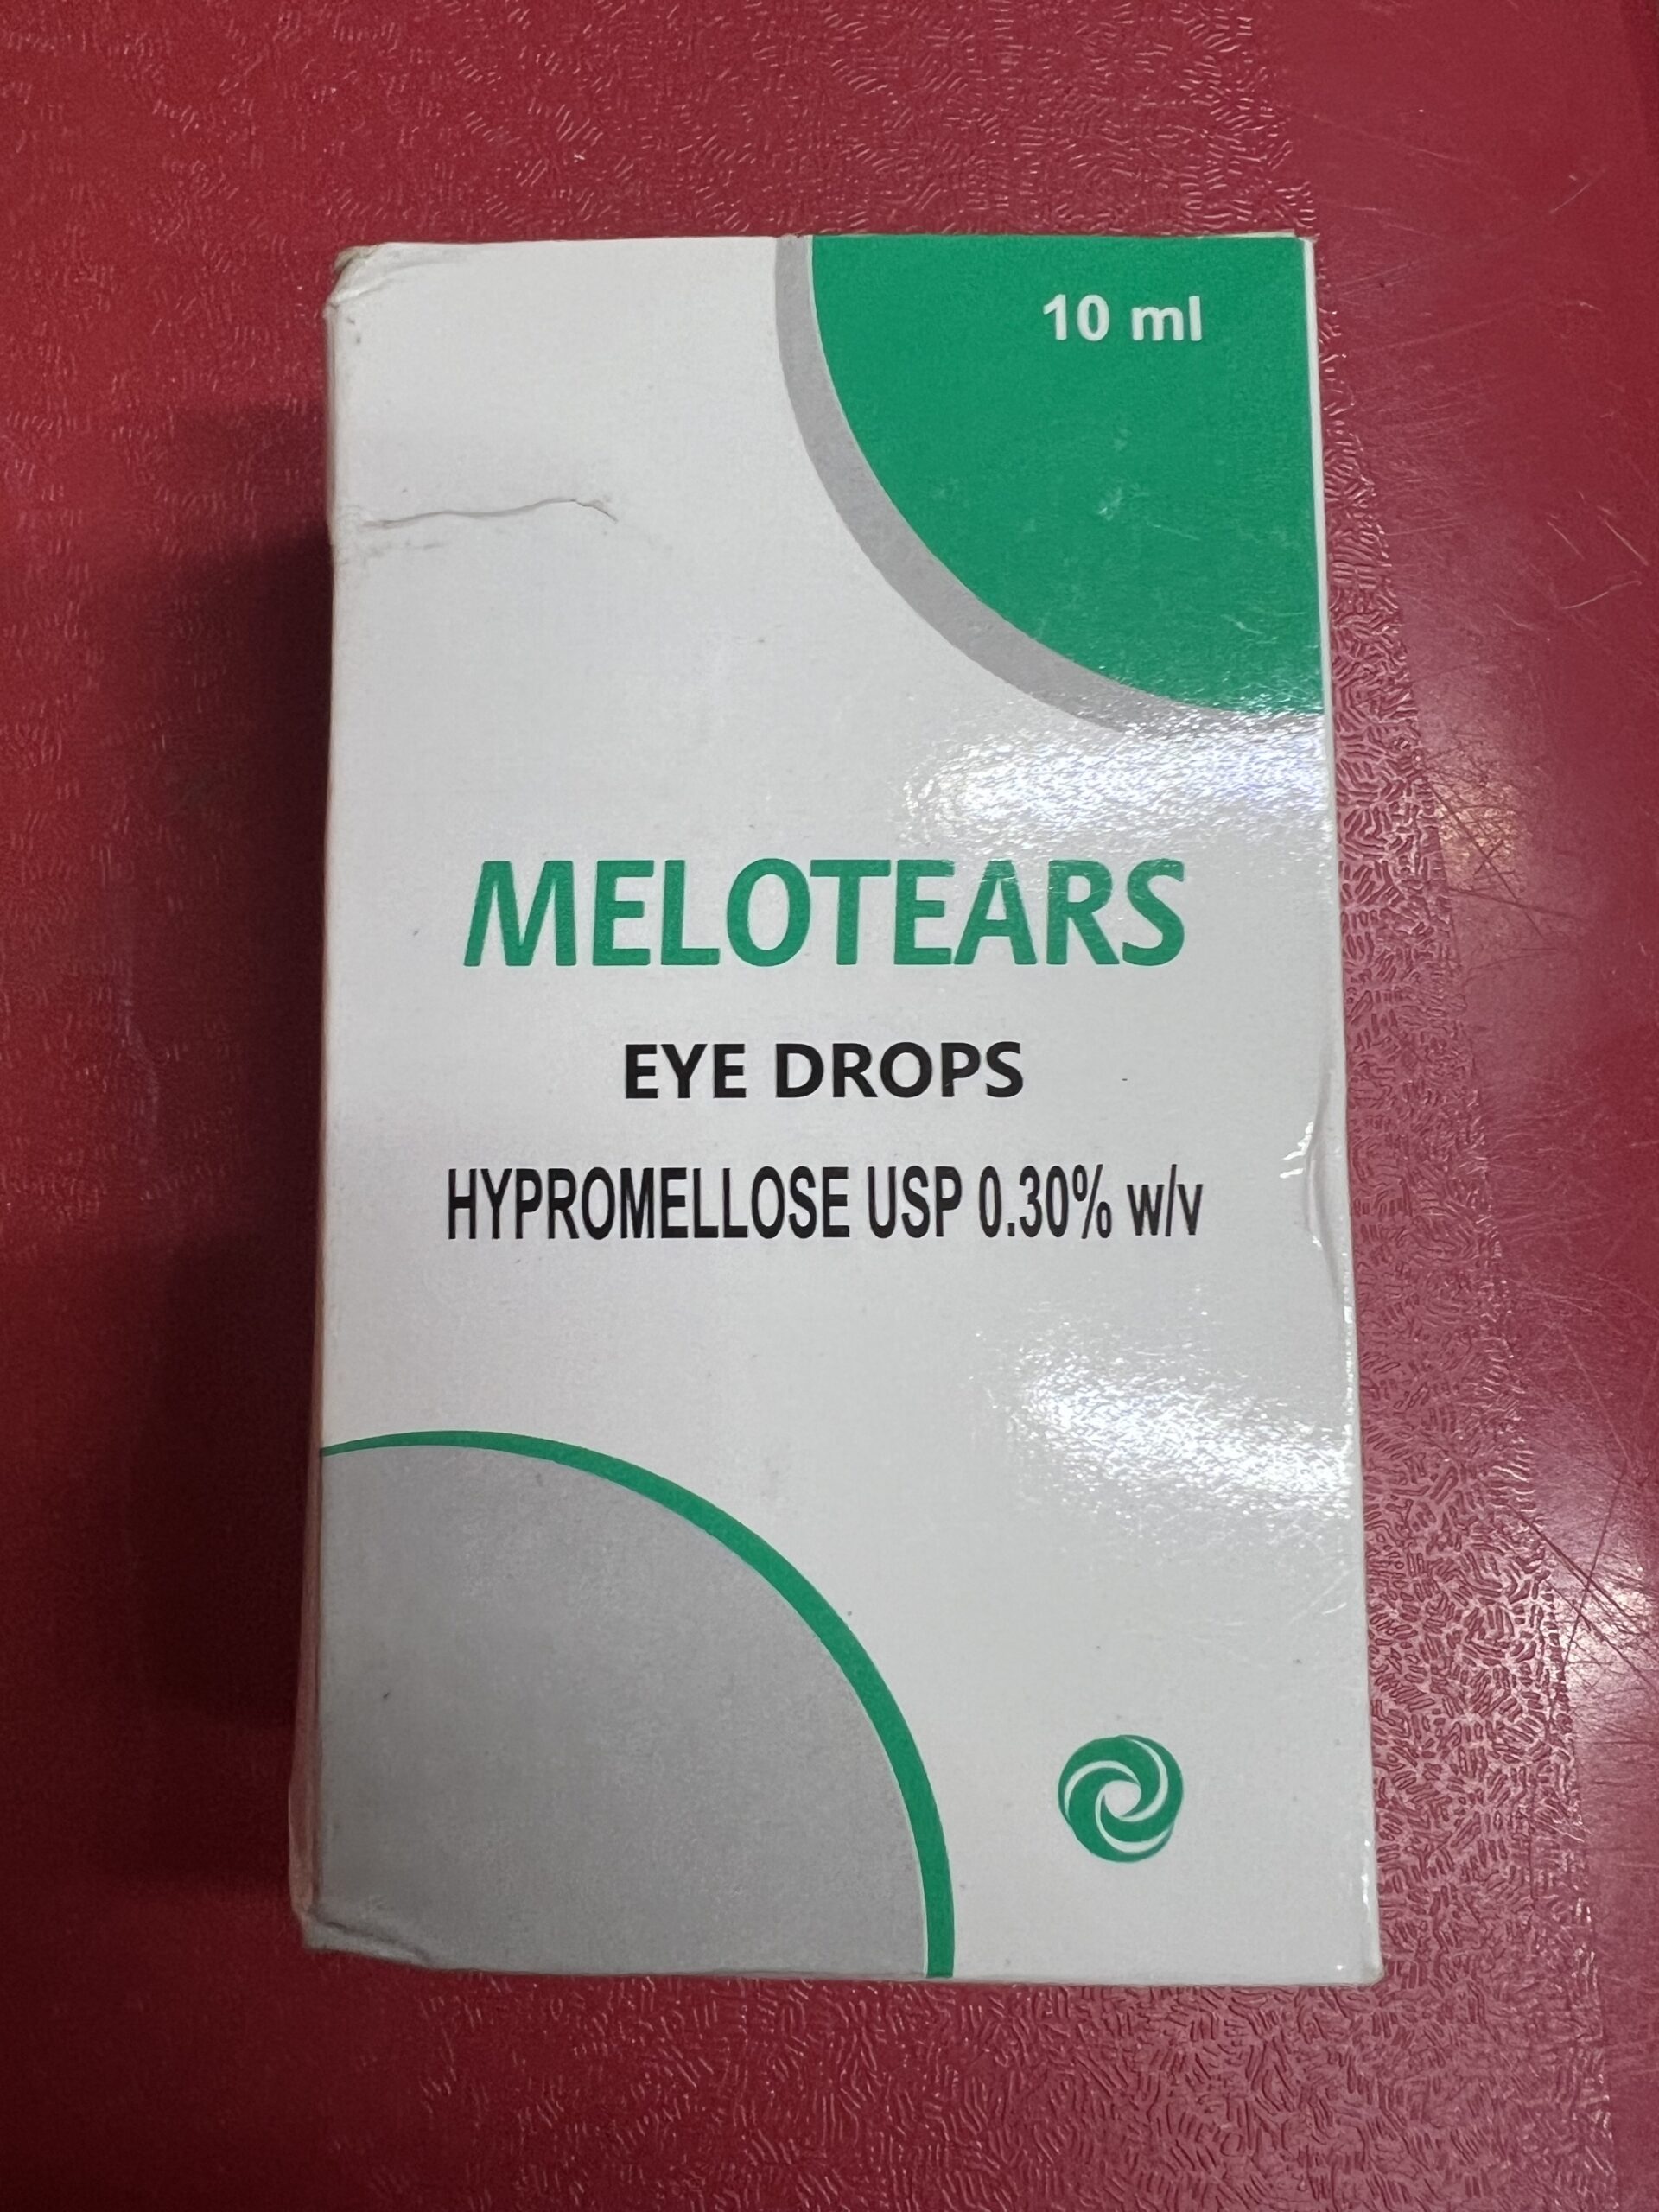 10 ml
MELOTEARS
EYE DROPS
HYPROMELLOSE USP 0.30% w/v